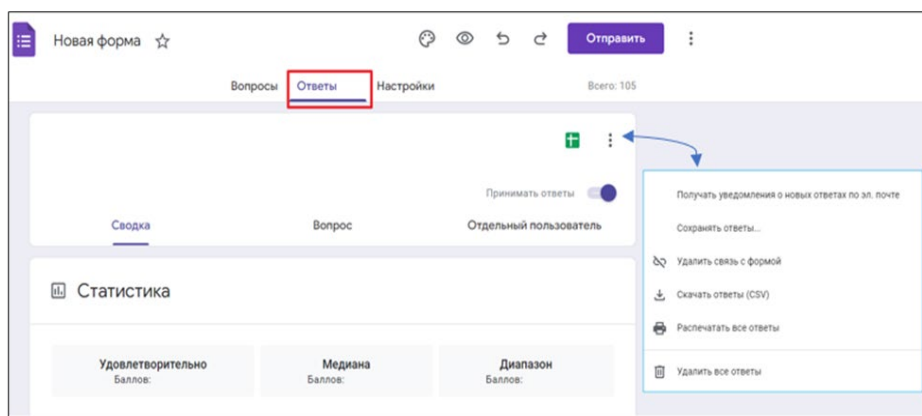 Новая форма
Отправить
Вопросы Ответы Настройки Всего: 105
Принимать ответы
Сводка Вопрос Отдельный пользователь
Статистика
Удовлетворительно Медиана Диапазон
Баллов: Баллов: Баллов:
Получать уведомления о новых ответах по эл. почте
Сохранять ответы...
Удалить связь с формой
Скачать ответы (CSV)
Распечатать все ответы
Удалить все ответы